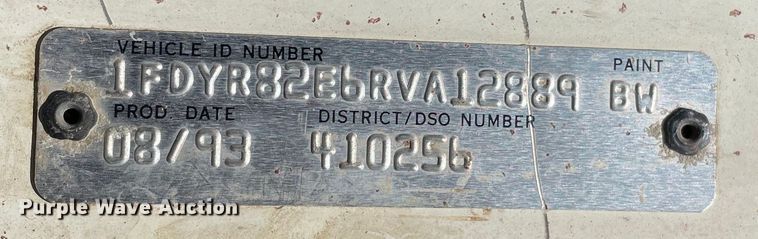 VEHICLE ID NUMBER PAINT
1FDYR82E6RVA12889 BW
PROD. DATE DISTRICT/DSO NUMBER
08/93 410256
Purple Wave Auction